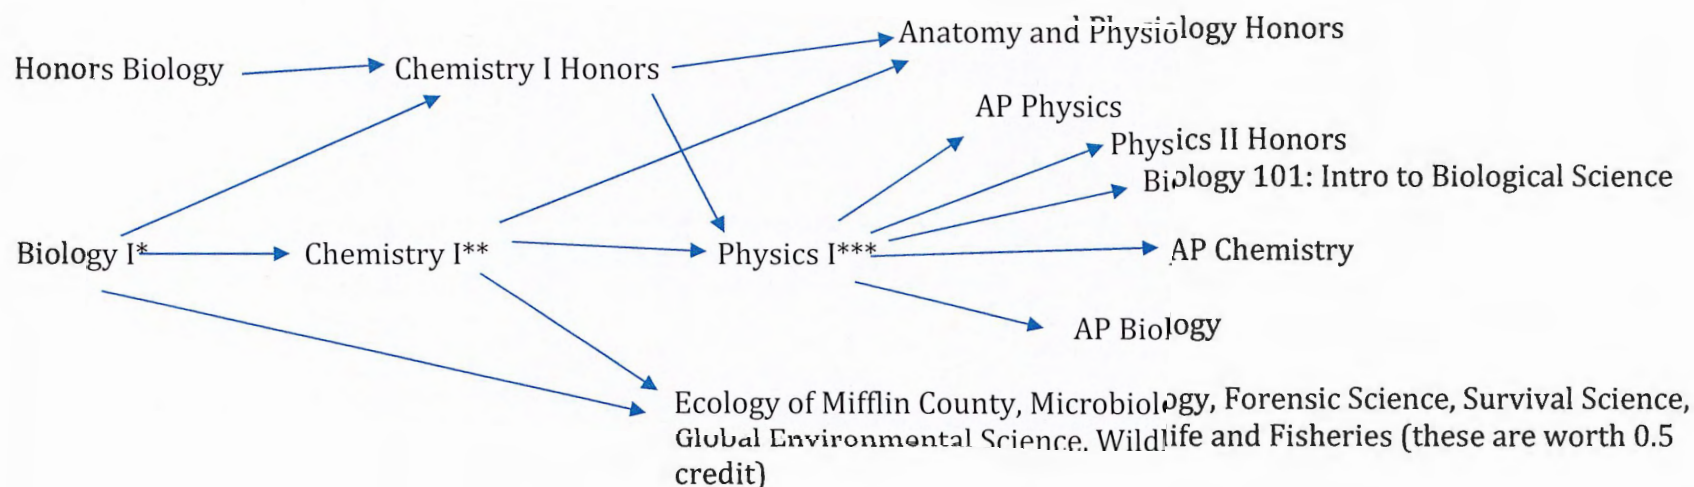 Anatomy and Physiology Honors
Honors Biology
Chemistry I Honors
AP Physics
Physics II Honors
Biology 101: Intro to Biological Science
Biology I*
Chemistry I**
Physics I***
AP Chemistry
AP Biology
Ecology of Mifflin County, Microbiology, Forensic Science, Survival Science,
Global Environmental Science, Wildlife and Fisheries (these are worth 0.5
credit)